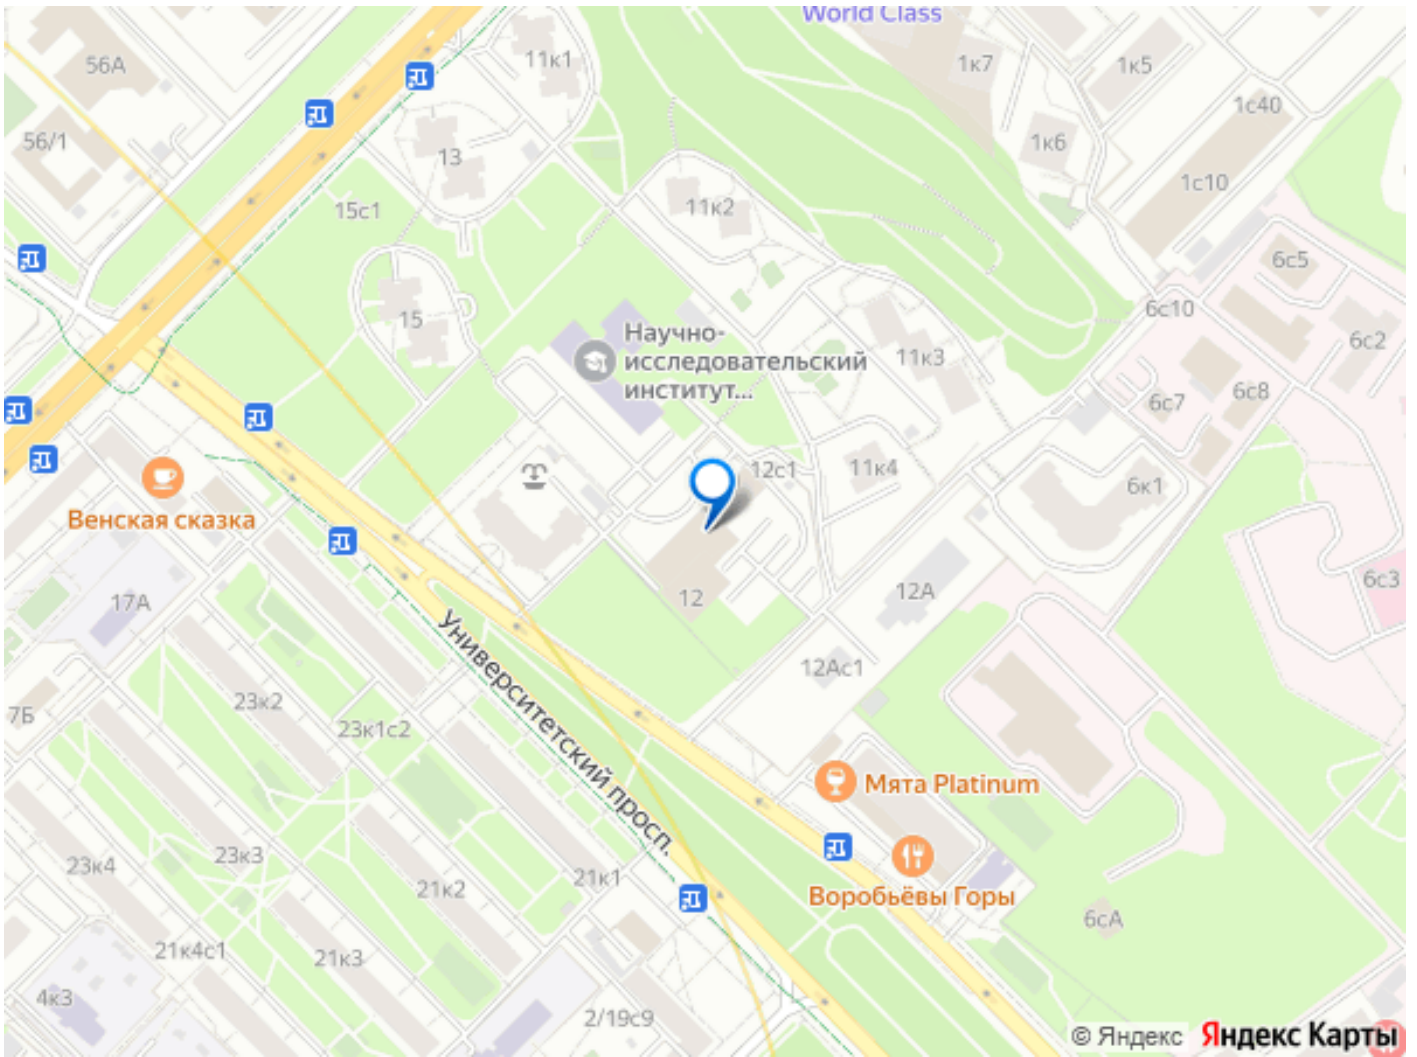 World Class
56А
11к1
1к7
1к5
1с40
56/1
13
1к6
1с10
15с1
11к2
6с5
6с10
15
Научно-
исследовательский
институт...
11к3
6с2
6с7
6с8
12с1
11к4
6к1
Венская сказка
17А
12
12А
6с3
Университетский просп.
12Ас1
23к2
7Б
23к1с2
Мята Platinum
23к4
23к3
21к2
21к1
Воробьёвы Горы
6сА
21к4с1
21к3
4к3
2/19с9
© Яндекс Яндекс Карты